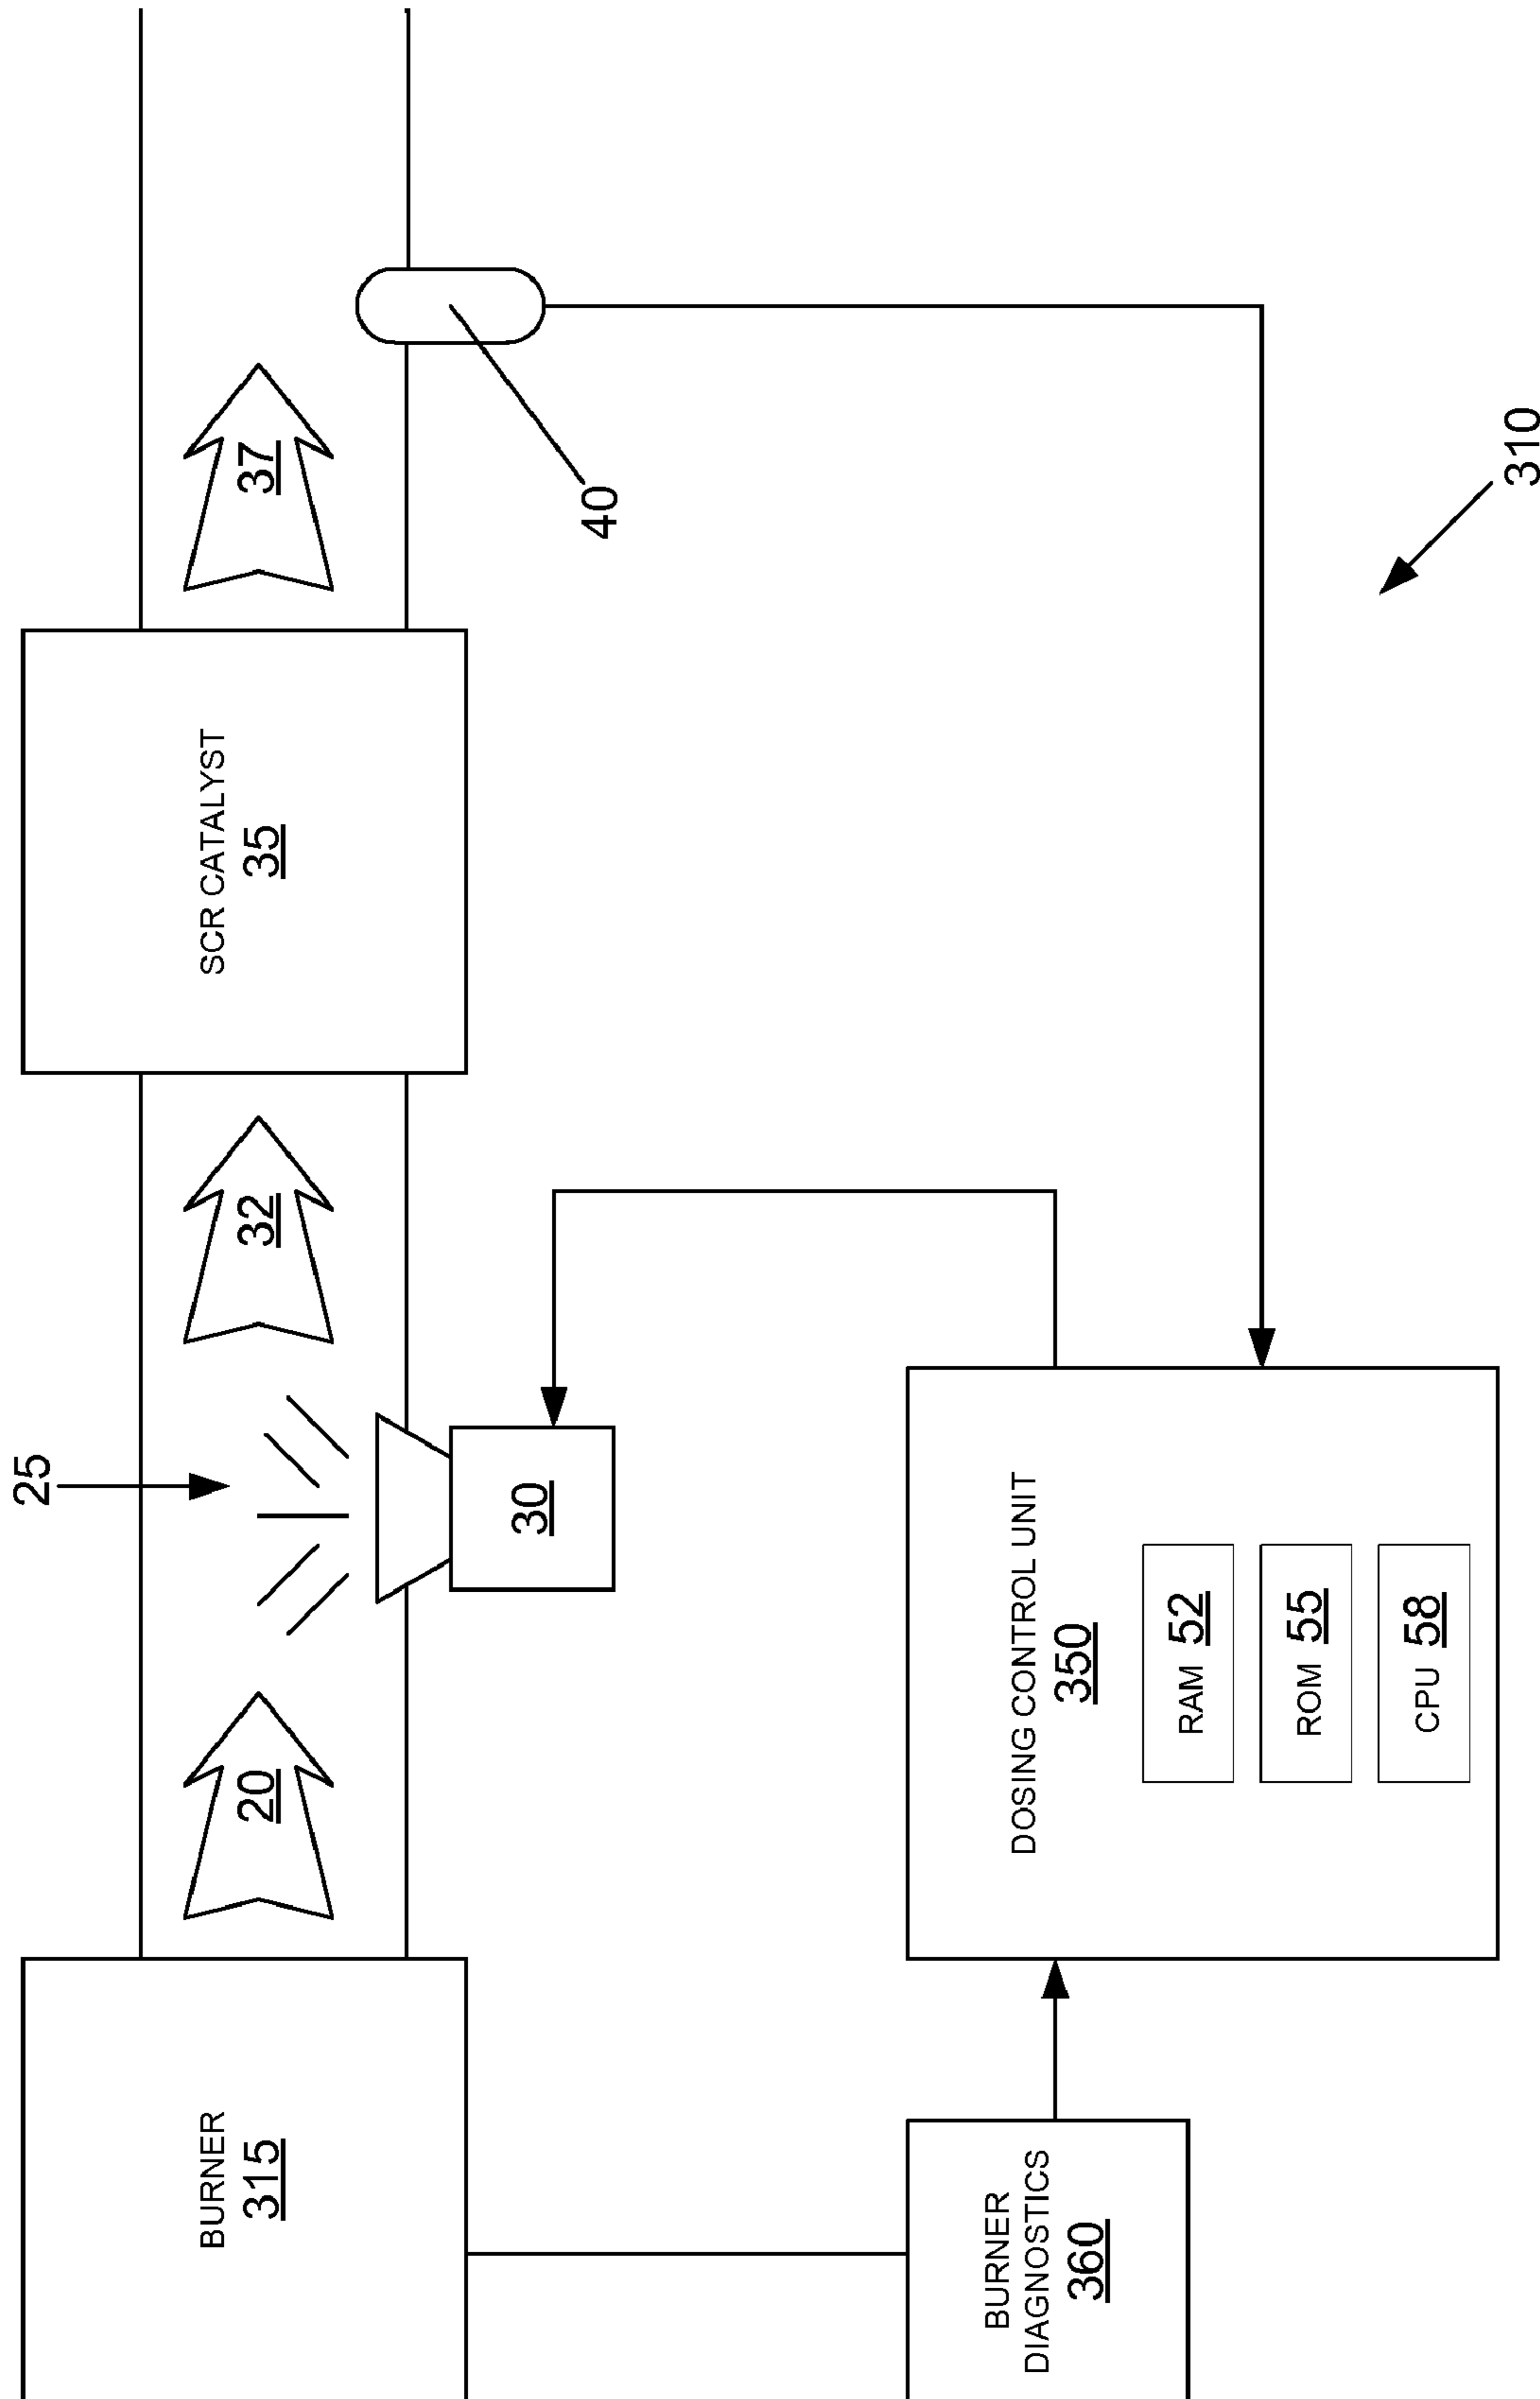 25
BURNER
315
20
32
SCR CATALYST
35
37
30
40
BURNER
DIAGNOSTICS
360
DOSING CONTROL UNIT
350
RAM 52
ROM 55
CPU 58
310